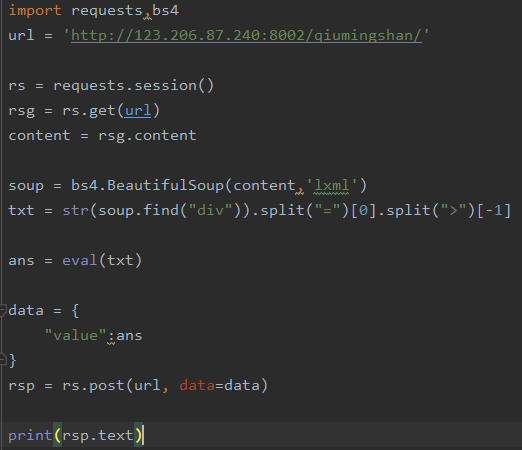 import requests,bs4
url = 'http://123.206.87.240:8002/qiumingshan/'
rs = requests.session()
rsg = rs.get(url)
content = rsg.content
soup = bs4.BeautifulSoup(content,'lxml')
txt = str(soup.find("div")).split("=")[0].split(">")[-1]
ans = eval(txt)
data = {
    "value":ans
}
rsp = rs.post(url, data=data)
print(rsp.text)